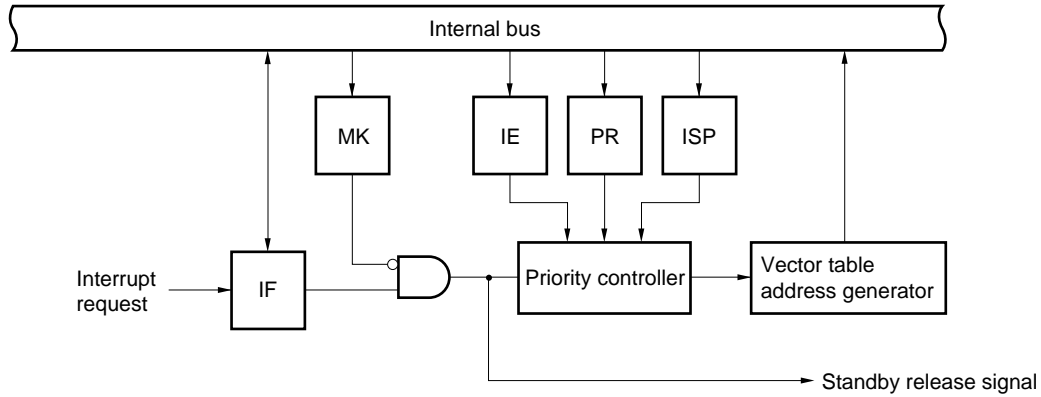 Internal bus
MK
IE
PR
ISP
Interrupt
request
IF
Priority controller
Vector table
address generator
Standby release signal